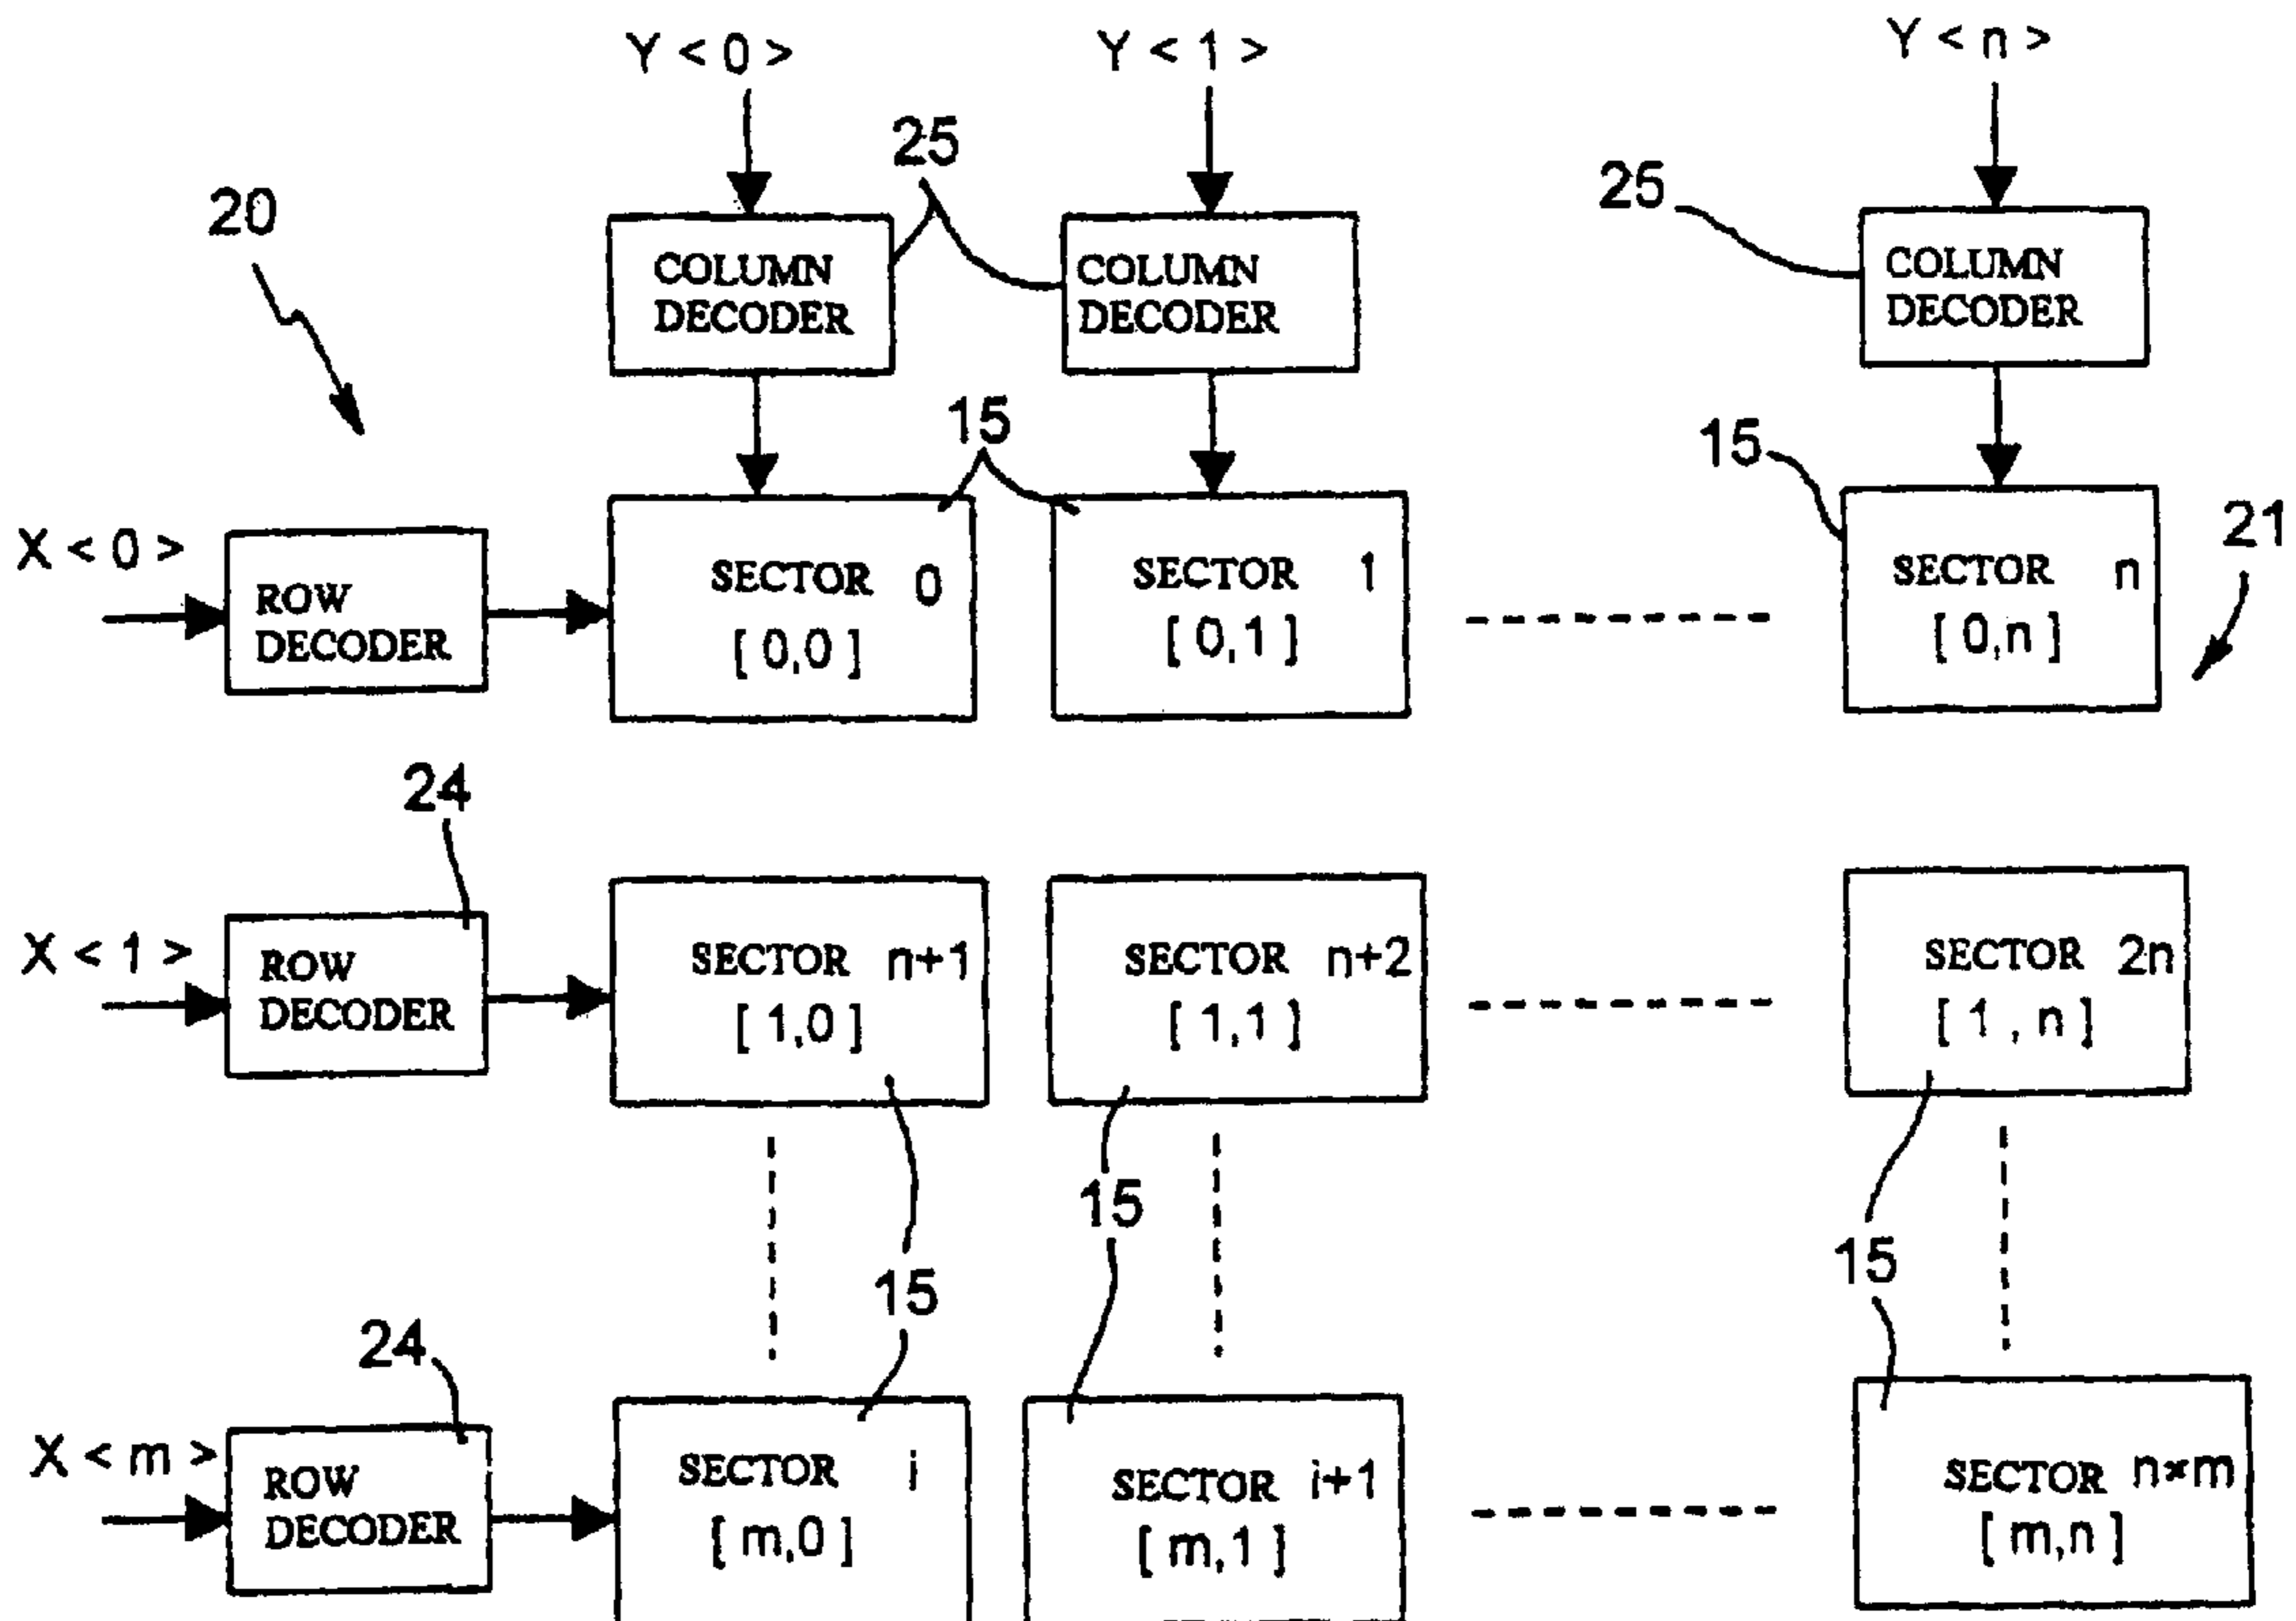 Y < 0 >
Y < 1 >
Y < n >
25
25
20
COLUMN
DECODER
COLUMN
DECODER
COLUMN
DECODER
15
15
21
X < 0 >
ROW
DECODER
SECTOR 0
[ 0,0 ]
SECTOR 1
[ 0,1 ]
SECTOR n
[ 0,n ]
24
X < 1 >
ROW
DECODER
SECTOR n+1
[ 1,0 ]
SECTOR n+2
[ 1,1 ]
SECTOR 2n
[ 1 , n ]
15
15
15
24
X < m >
ROW
DECODER
SECTOR i
[ m,0 ]
SECTOR i+1
[ m,1 ]
SECTOR n*m
[ m,n ]